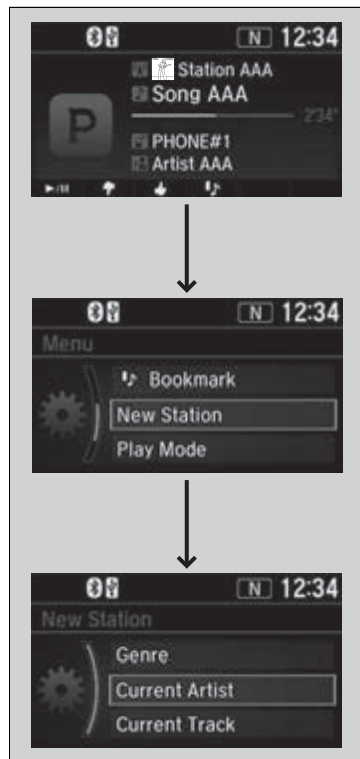 N 12:34
Station AAA
Song AAA
2'34"
P
PHONE#1
Artist AAA
N 12:34
Menu
Bookmark
New Station
Play Mode
N 12:34
New Station
Genre
Current Artist
Current Track